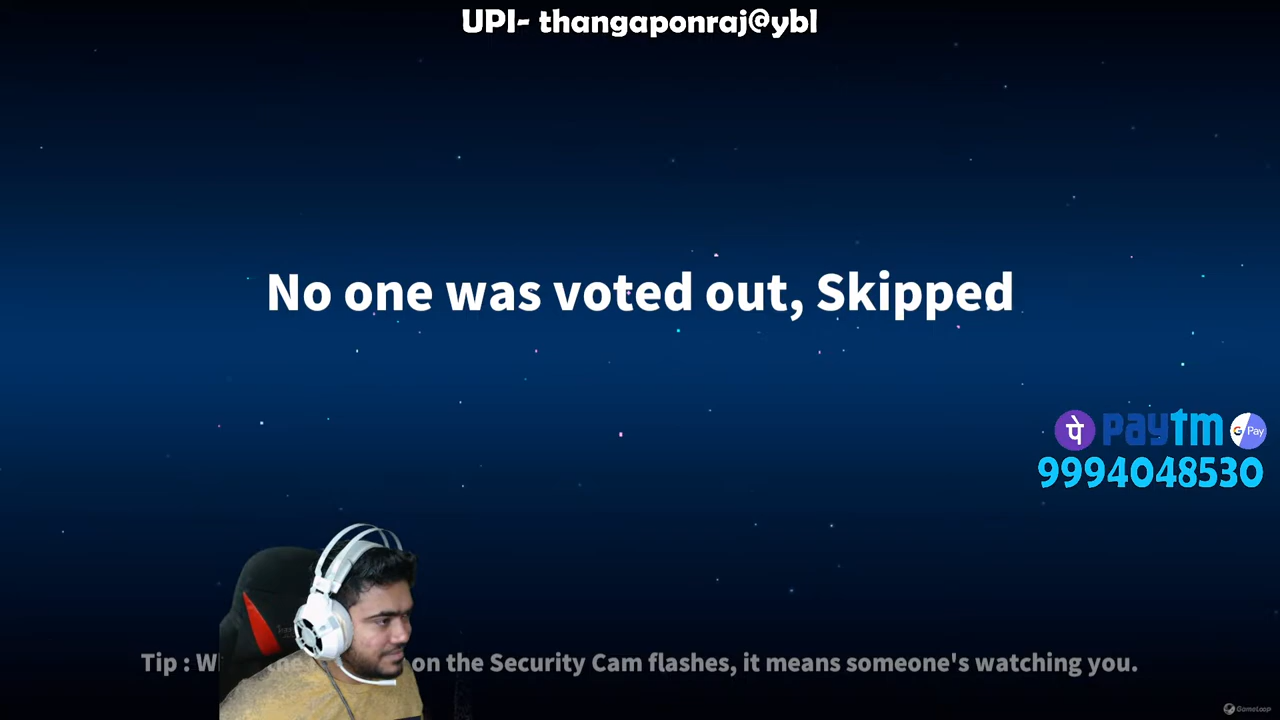 UPI- thangaponraj@ybl
No one was voted out, Skipped
पे paytm G Pay
9994048530
Tip : W on the Security Cam flashes, it means someone's watching you.
GameLoop